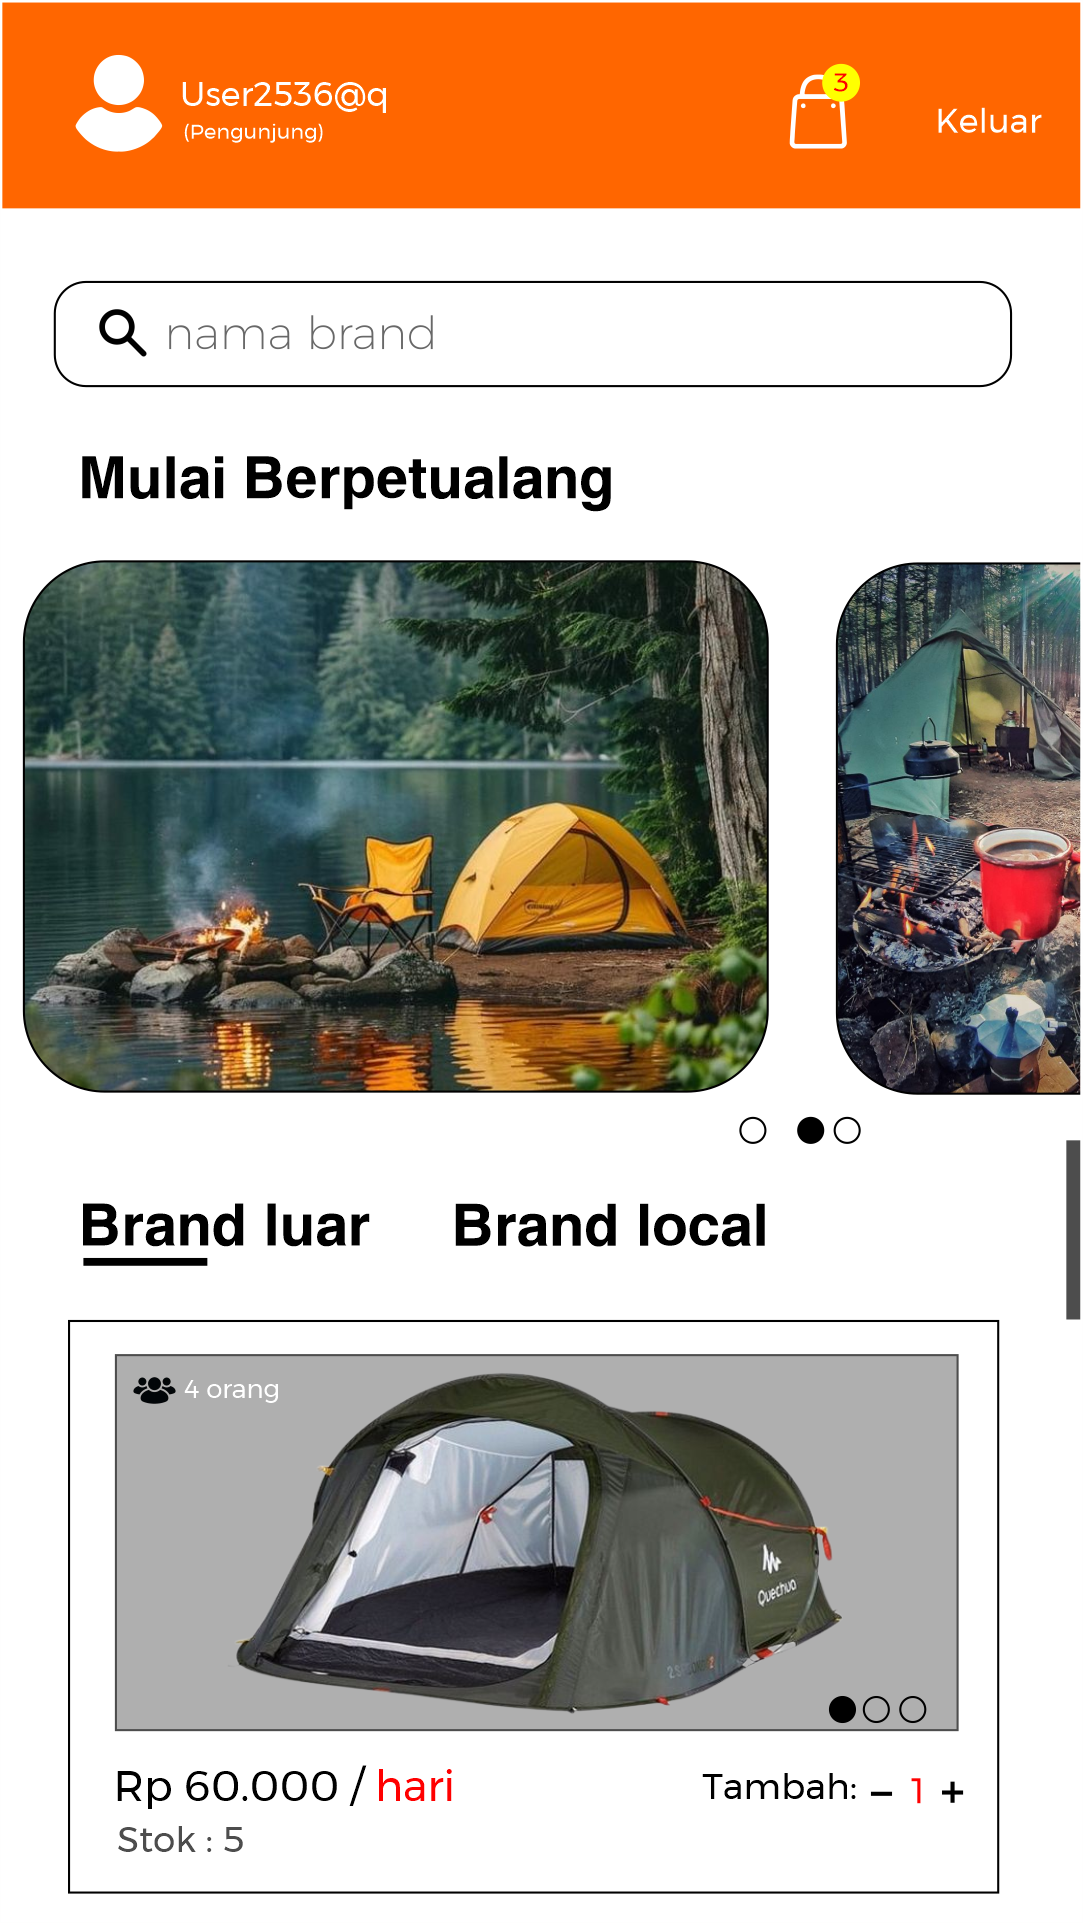 User2536@q
(Pengunjung)
3
Keluar
nama brand
Mulai Berpetualang
Brand luar
Brand local
4 orang
Quechua
Rp 60.000 / hari
Tambah: – 1 +
Stok : 5